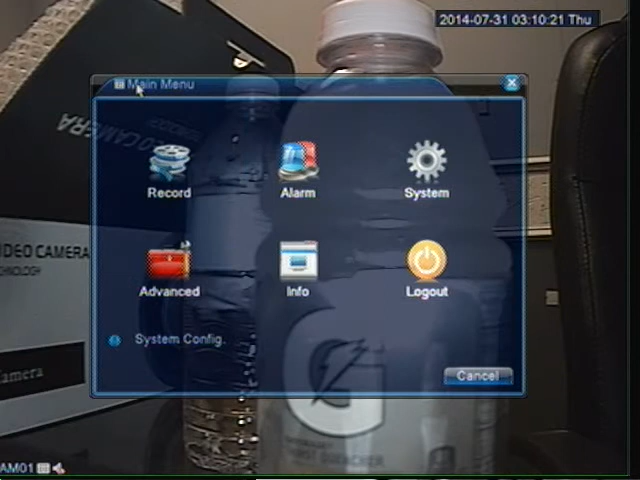 2014-07-31 03:10:21 Thu
Main Menu
Record
Alarm
System
VIDEO CAMERA
Advanced
Info
Logout
System Config.
Cancel
Camera
AM01